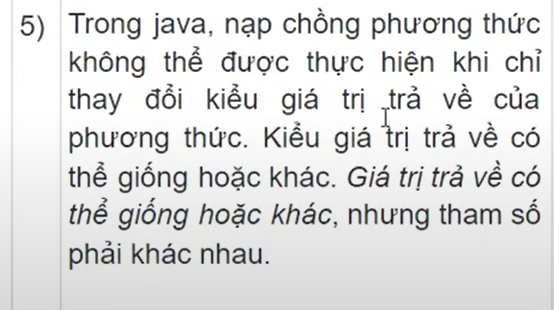 5) Trong java, nạp chồng phương thức
không thể được thực hiện khi chỉ
thay đổi kiểu giá trị trả về của
phương thức. Kiểu giá trị trả về có
thể giống hoặc khác. Giá trị trả về có
thể giống hoặc khác, nhưng tham số
phải khác nhau.